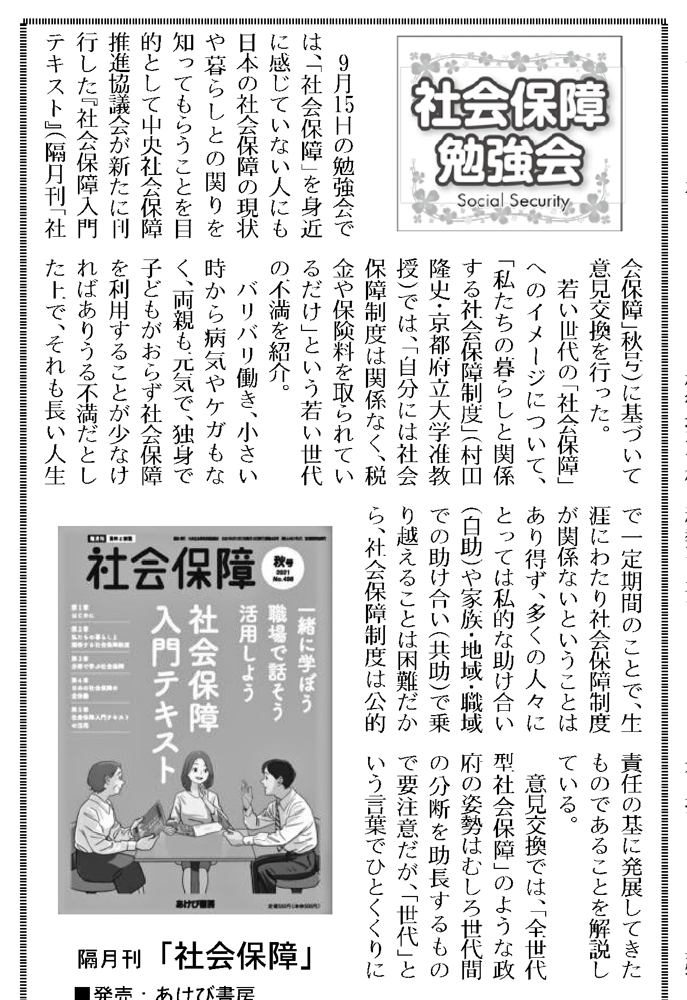 社会保障
勉強会
Social Security
9月15日の勉強会で
は、「社会保障」を身近
に感じていない人にも
日本の社会保障の現状
や暮らしとの関りを
知ってもらうことを目
的として中央社会保障
推進協議会が新たに刊
行した『社会保障入門
テキスト』(隔月刊「社
会保障」秋号)に基づいて
意見交換を行った。
若い世代の「社会保障」
へのイメージについて、
「私たちの暮らしと関係
する社会保障制度」(村田
隆史・京都府立大学准教
授)では、「自分には社会
保障制度は関係なく、税
金や保険料を取られてい
るだけ」という若い世代
の不満を紹介。
バリバリ働き、小さい
時から病気やケガもな
く、両親も元気で、独身で
子どもがおらず社会保障
を利用することが少なけ
ればありうる不満だとし
た上で、それも長い人生
で一定期間のことで、生
涯にわたり社会保障制度
が関係ないということは
あり得ず、多くの人々に
とっては私的な助け合い
(自助)や家族・地域・職域
での助け合い(共助)で乗
り越えることは困難だか
ら、社会保障制度は公的
責任の基に発展してきた
ものであることを解説し
ている。
意見交換では、「全世代
型社会保障」のような政
府の姿勢はむしろ世代間
の分断を助長するもの
で要注意だが、「世代」と
いう言葉でひとくくりに
社会保障
秋号
2021
No.498
一緒に学ぼう
職場で話そう
活用しよう
社会保障
入門テキスト
第1章
はじめに
第2章
私たちの暮らしと
関係する社会保障制度
第3章
事例で学ぶ社会保障
第4章
日本の社会保障の
第5章
社会保障入門テキスト
の活用
あけび書房
定価550円(本体500円)
隔月刊「社会保障」
■発売:あけび書房